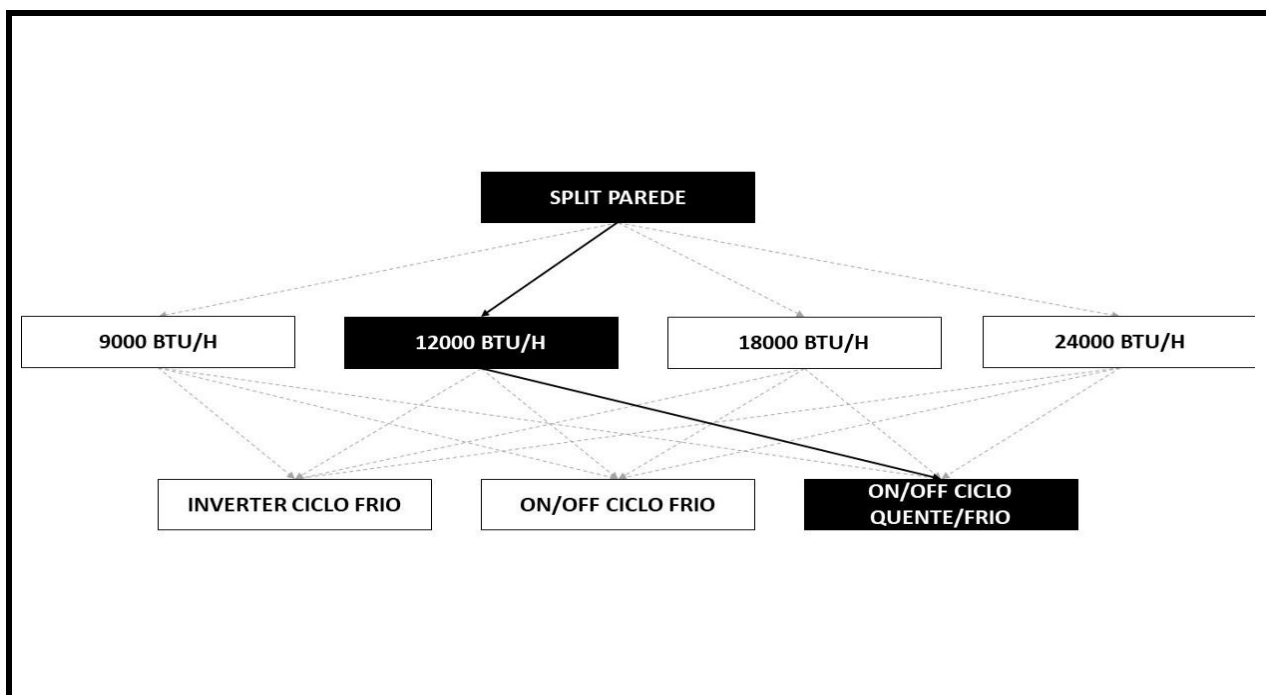 SPLIT PAREDE
9000 BTU/H
12000 BTU/H
18000 BTU/H
24000 BTU/H
INVERTER CICLO FRIO
ON/OFF CICLO FRIO
ON/OFF CICLO
QUENTE/FRIO